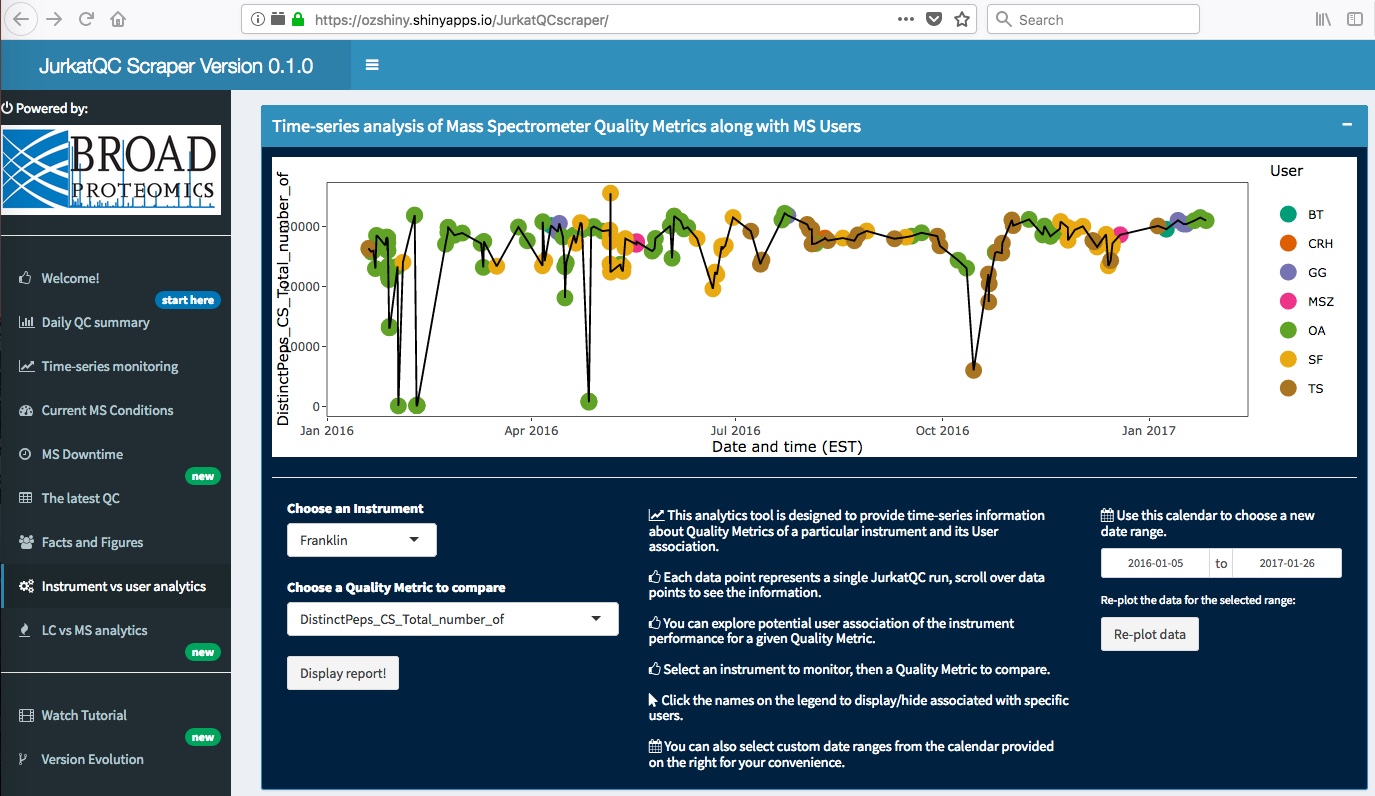 https://ozshiny.shinyapps.io/JurkatQCscraper/
Search
JurkatQC Scraper Version 0.1.0
Powered by:
BROAD
PROTEOMICS
Welcome!
start here
Daily QC summary
Time-series monitoring
Current MS Conditions
MS Downtime
new
The latest QC
Facts and Figures
Instrument vs user analytics
LC vs MS analytics
new
Watch Tutorial
new
Version Evolution
Time-series analysis of Mass Spectrometer Quality Metrics along with MS Users
DistinctPeps_CS_Total_number_of
30000
20000
10000
0
Jan 2016
Apr 2016
Jul 2016
Oct 2016
Jan 2017
Date and time (EST)
User
BT
CRH
GG
MSZ
OA
SF
TS
Choose an Instrument
Franklin
Choose a Quality Metric to compare
DistinctPeps_CS_Total_number_of
Display report!
This analytics tool is designed to provide time-series information
about Quality Metrics of a particular instrument and its User
association.
Each data point represents a single JurkatQC run, scroll over data
points to see the information.
You can explore potential user association of the instrument
performance for a given Quality Metric.
Select an instrument to monitor, then a Quality Metric to compare.
Click the names on the legend to display/hide associated with specific
users.
You can also select custom date ranges from the calendar provided
on the right for your convenience.
Use this calendar to choose a new
date range.
2016-01-05 to 2017-01-26
Re-plot the data for the selected range:
Re-plot data